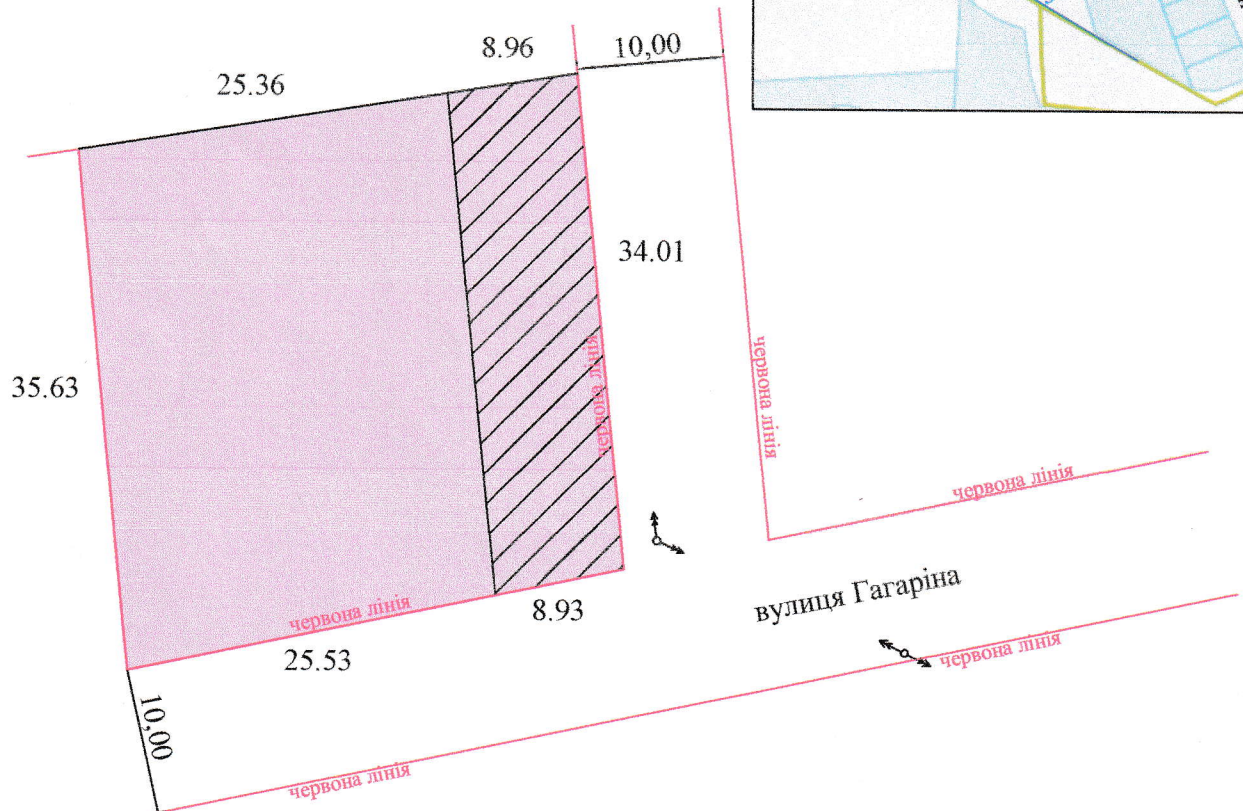 8.96
10,00
25.36
34.01
35.63
червона лінія
червона лінія
червона лінія
вулиця Гагаріна
червона лінія
8.93
25.53
червона лінія
10,00
червона лінія